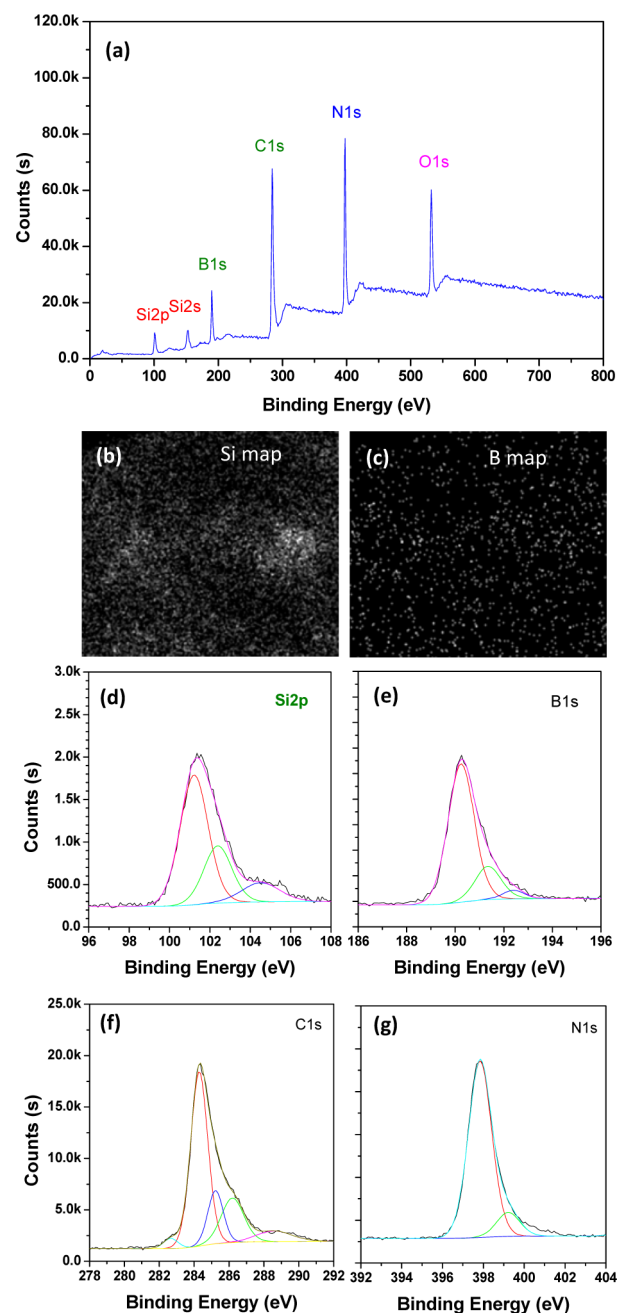 (a)
120.0k
100.0k
80.0k
60.0k
40.0k
20.0k
0.0
Counts (s)
Si2p
Si2s
B1s
C1s
N1s
O1s
0 100 200 300 400 500 600 700 800
Binding Energy (eV)
(b) Si map
(c) B map
(d) Si2p
3.0k
2.5k
2.0k
1.5k
1.0k
500.0
0.0
Counts (s)
96 98 100 102 104 106 108
Binding Energy (eV)
(e) B1s
186 188 190 192 194 196
Binding Energy (eV)
(f) C1s
25.0k
20.0k
15.0k
10.0k
5.0k
0.0
Counts (s)
278 280 282 284 286 288 290 292
Binding Energy (eV)
(g) N1s
392 394 396 398 400 402 404
Binding Energy (eV)